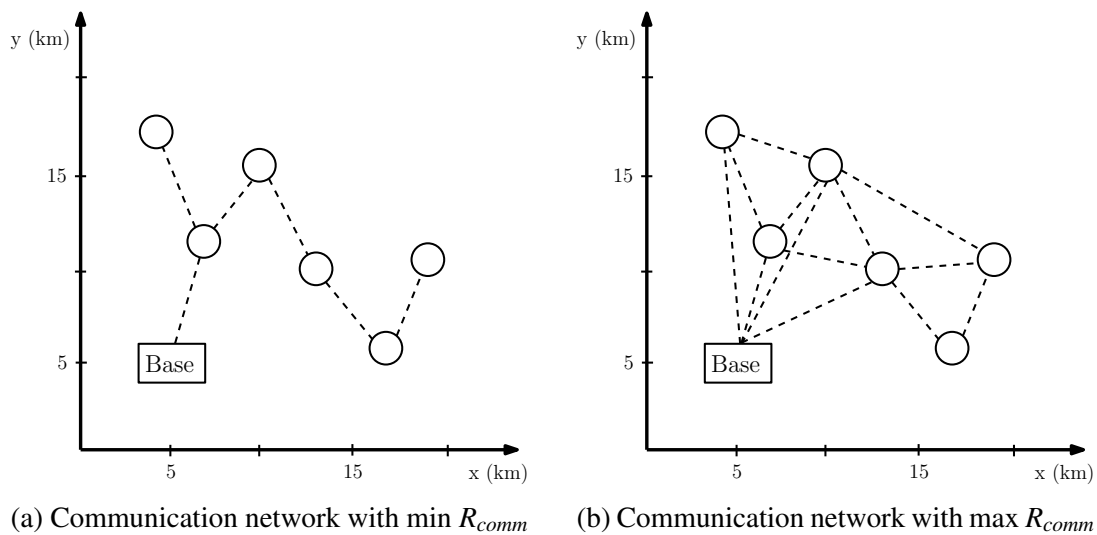 y (km)
15
5
Base
5
15
x (km)
(a) Communication network with min R_comm
y (km)
15
5
Base
5
15
x (km)
(b) Communication network with max R_comm